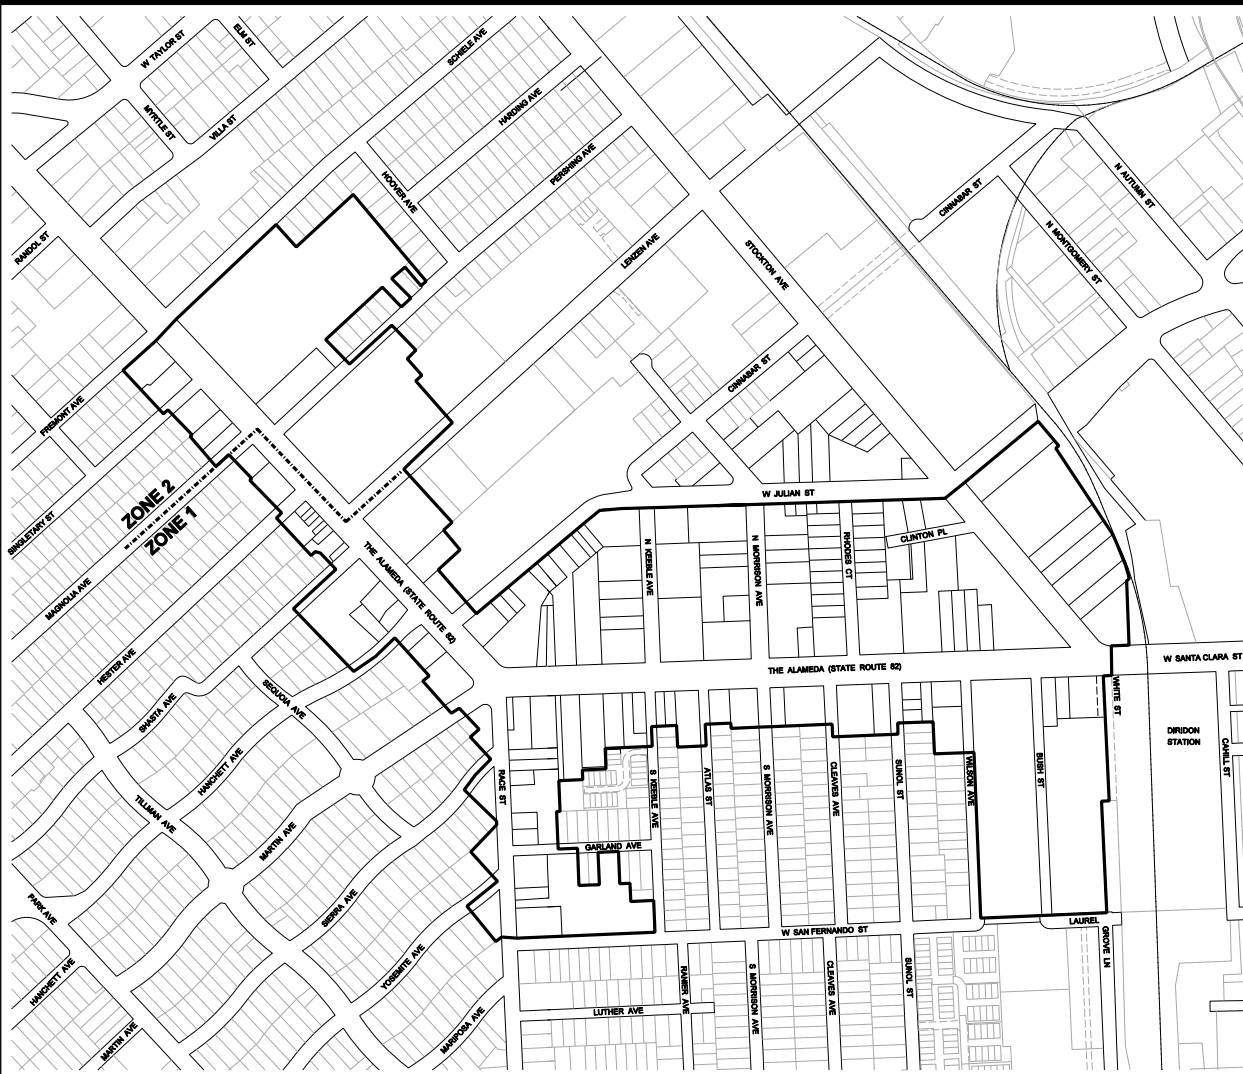 ELM ST
W TAYLOR ST
SCHIELE AVE
MYRTLE ST
VILLA ST
HARDING AVE
PERSHING AVE
HOOVER AVE
N AUTUMN ST
CINNABAR ST
RANDOL ST
LENZEN AVE
STOCKTON AVE
N MONTGOMERY ST
CINNABAR ST
FREMONT AVE
ZONE 2
ZONE 1
SINGLETARY ST
MAGNOLIA AVE
W JULIAN ST
CLINTON PL
N KEEBLE AVE
N MORRISON AVE
RHODES CT
THE ALAMEDA (STATE ROUTE 82)
HESTER AVE
THE ALAMEDA (STATE ROUTE 82)
W SANTA CLARA ST
SHASTA AVE
SEQUOIA AVE
WHITE ST
DIRIDON
STATION
CAHILL ST
HANCHETT AVE
RACE ST
S KEEBLE AVE
ATLAS ST
S MORRISON AVE
CLEAVES AVE
SUNOL ST
WILSON AVE
BUSH ST
TILLMAN AVE
MARTIN AVE
GARLAND AVE
PARK AVE
SIERRA AVE
W SAN FERNANDO ST
LAUREL
GROVE LN
HANCHETT AVE
YOSEMITE AVE
RANIER AVE
S MORRISON AVE
CLEAVES AVE
SUNOL ST
LUTHER AVE
MARTIN AVE
MARIPOSA AVE